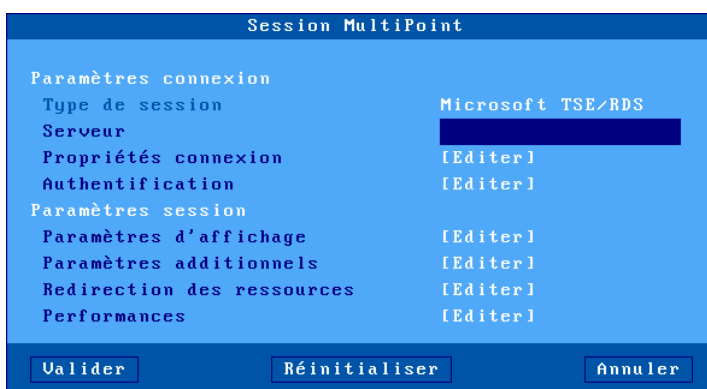 Session MultiPoint
Paramètres connexion
Type de session Microsoft TSE/RDS
Serveur
Propriétés connexion [Editer]
Authentification [Editer]
Paramètres session
Paramètres d'affichage [Editer]
Paramètres additionnels [Editer]
Redirection des ressources [Editer]
Performances [Editer]
Valider Réinitialiser Annuler